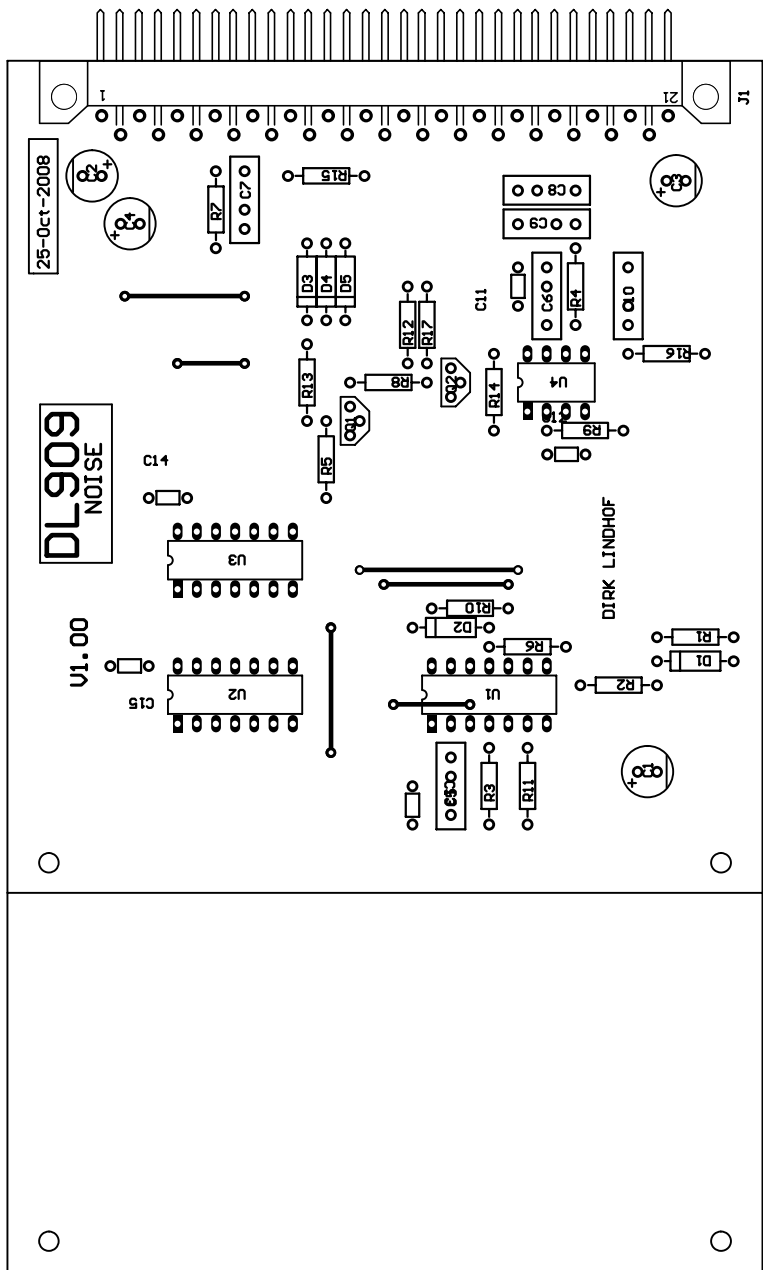 1
21
J1
25-Oct-2008
C2
+
C4
+
R7
C7
R15
C3
+
C8
C9
D3
D4
D5
C11
C6
R4
C10
R12
R17
R16
R13
R8
Q2
U4
R14
Q1
R9
R5
DL909
NOISE
C14
U3
DIRK LINDHOF
R10
D2
R6
R1
D1
R2
V1.00
C15
U2
U1
C5
R3
R11
C1
+